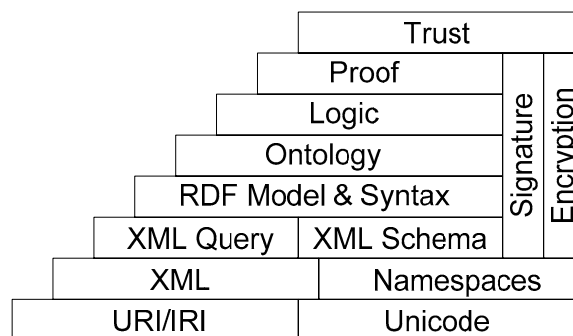 Trust
Proof
Logic
Ontology
RDF Model & Syntax
XML Query XML Schema
Signature
Encryption
XML Namespaces
URI/IRI Unicode